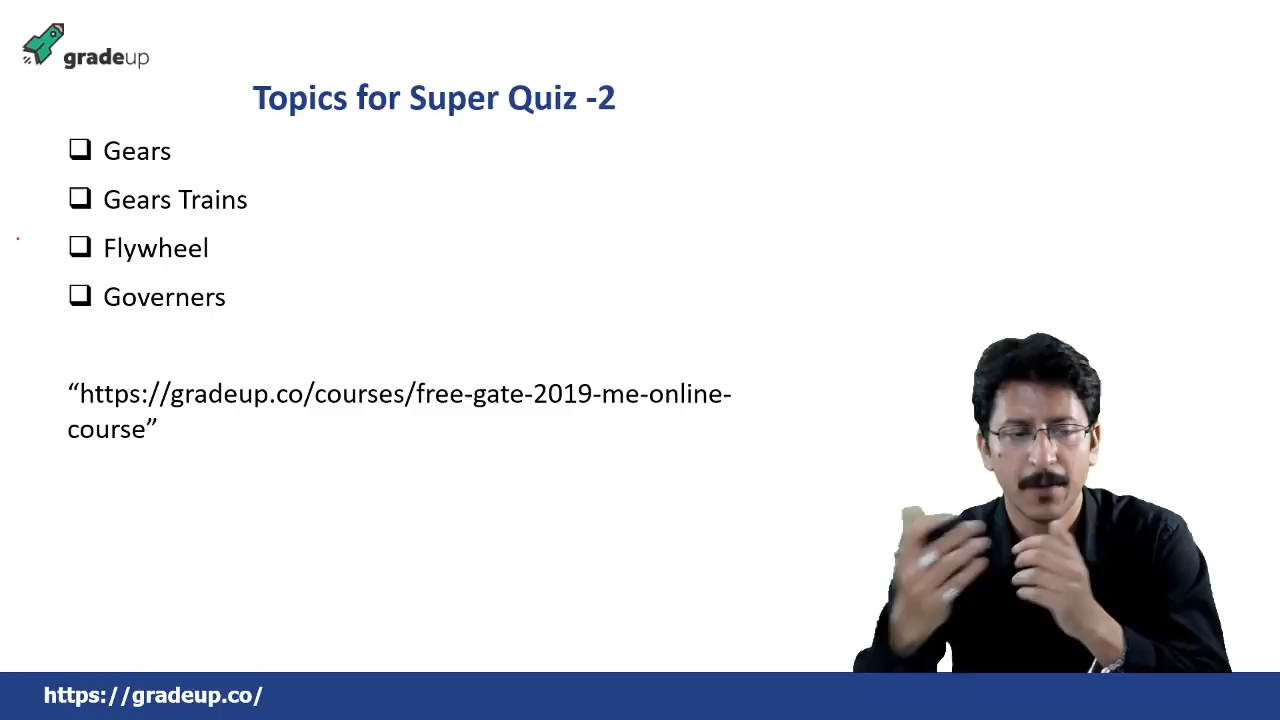 gradeup
Topics for Super Quiz -2
Gears
Gears Trains
Flywheel
Governers
“https://gradeup.co/courses/free-gate-2019-me-online-
course”
https://gradeup.co/